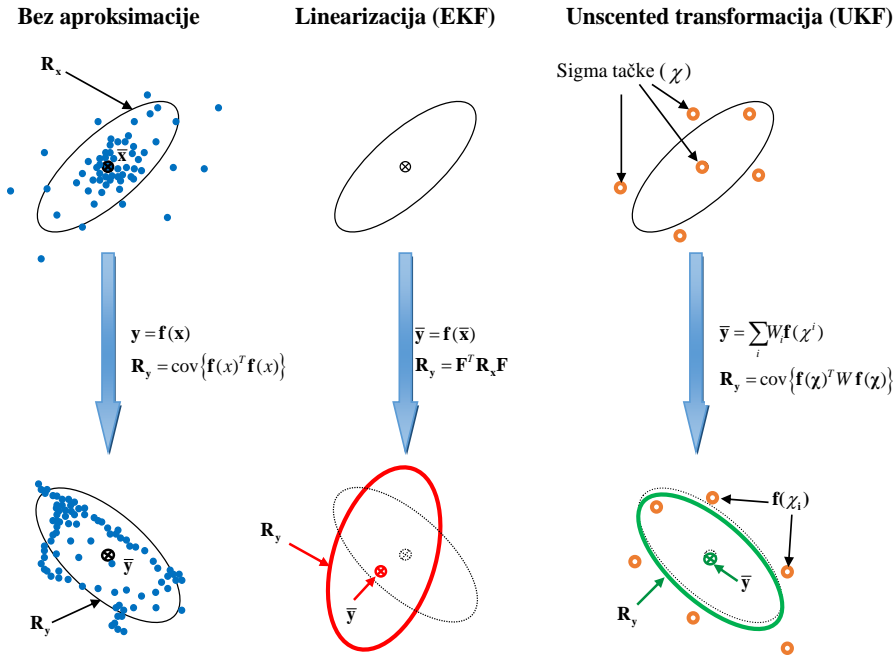 Bez aproksimacije
Linearizacija (EKF)
Unscented transformacija (UKF)
R_x
x̄
Sigma tačke (χ)
y = f(x)
R_y = cov{f(x)^T f(x)}
ȳ = f(x̄)
R_y = F^T R_x F
ȳ = ∑_i W_i f(χ^i)
R_y = cov{f(χ)^T W f(χ)}
ȳ
R_y
R_y
ȳ
f(χ_i)
ȳ
R_y